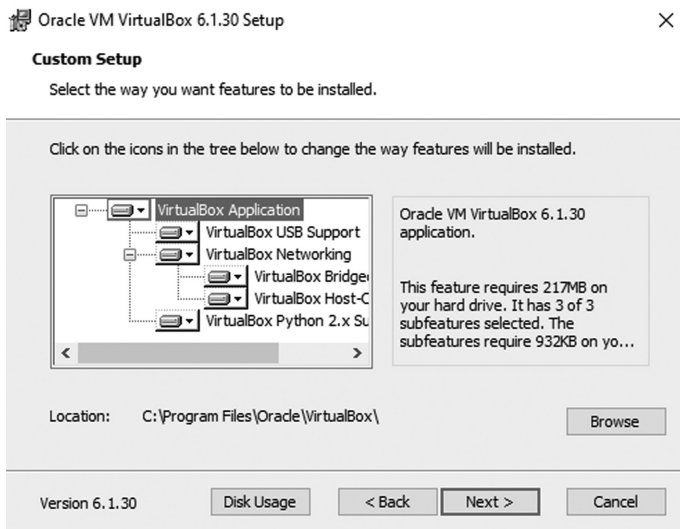 Oracle VM VirtualBox 6.1.30 Setup
Custom Setup
Select the way you want features to be installed.
Click on the icons in the tree below to change the way features will be installed.
VirtualBox Application
VirtualBox USB Support
VirtualBox Networking
VirtualBox Bridge
VirtualBox Host-C
VirtualBox Python 2.x Su
Oracle VM VirtualBox 6.1.30
application.
This feature requires 217MB on
your hard drive. It has 3 of 3
subfeatures selected. The
subfeatures require 932KB on yo...
Location: C:\Program Files\Oracle\VirtualBox\
Browse
Version 6.1.30
Disk Usage
< Back
Next >
Cancel